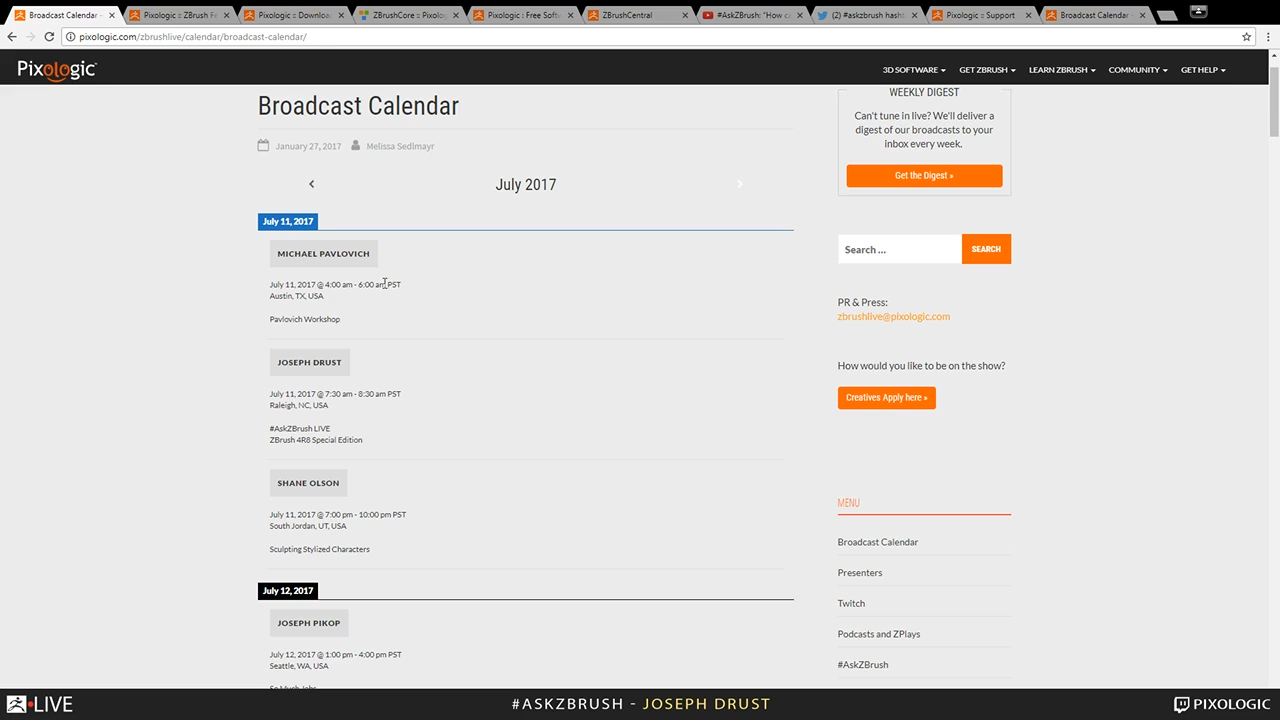 Broadcast Calendar -
Pixologic :: ZBrush Fe
Pixologic :: Downloa
ZBrushCore :: Pixolog
Pixologic : Free Softw
ZBrushCentral
#AskZBrush: "How ca
(2) #askzbrush hasht
Pixologic :: Support
Broadcast Calendar -
pixologic.com/zbrushlive/calendar/broadcast-calendar/
Pixologic
3D SOFTWARE
GET ZBRUSH
LEARN ZBRUSH
COMMUNITY
GET HELP
Broadcast Calendar
January 27, 2017
Melissa Sedlmayr
July 2017
July 11, 2017
MICHAEL PAVLOVICH
July 11, 2017 @ 4:00 am - 6:00 am PST
Austin, TX, USA
Pavlovich Workshop
JOSEPH DRUST
July 11, 2017 @ 7:30 am - 8:30 am PST
Raleigh, NC, USA
#AskZBrush LIVE
ZBrush 4R8 Special Edition
SHANE OLSON
July 11, 2017 @ 7:00 pm - 10:00 pm PST
South Jordan, UT, USA
Sculpting Stylized Characters
July 12, 2017
JOSEPH PIKOP
July 12, 2017 @ 1:00 pm - 4:00 pm PST
Seattle, WA, USA
So Much Jobs
WEEKLY DIGEST
Can't tune in live? We'll deliver a
digest of our broadcasts to your
inbox every week.
Get the Digest »
Search ...
SEARCH
PR & Press:
zbrushlive@pixologic.com
How would you like to be on the show?
Creatives Apply here »
MENU
Broadcast Calendar
Presenters
Twitch
Podcasts and ZPlays
#AskZBrush
LIVE
#ASKZBRUSH - JOSEPH DRUST
PIXOLOGIC